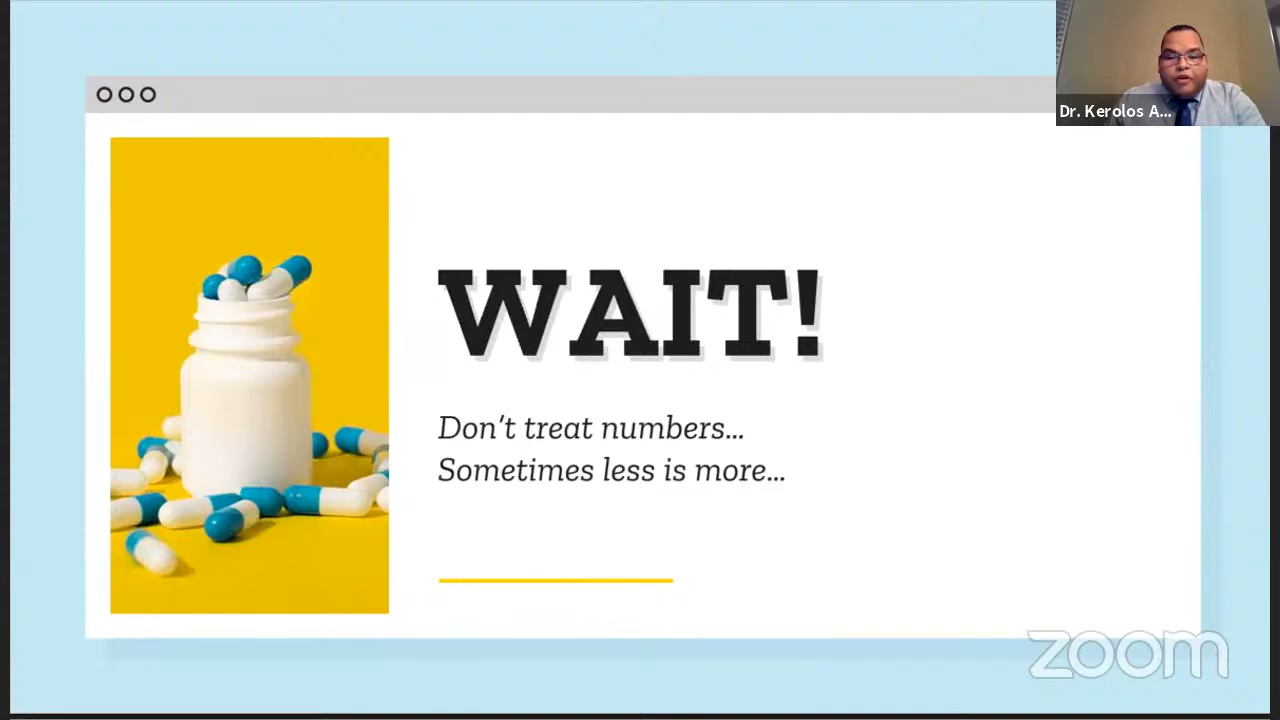 Dr. Kerolos A...
WAIT!
Don't treat numbers...
Sometimes less is more...
zoom